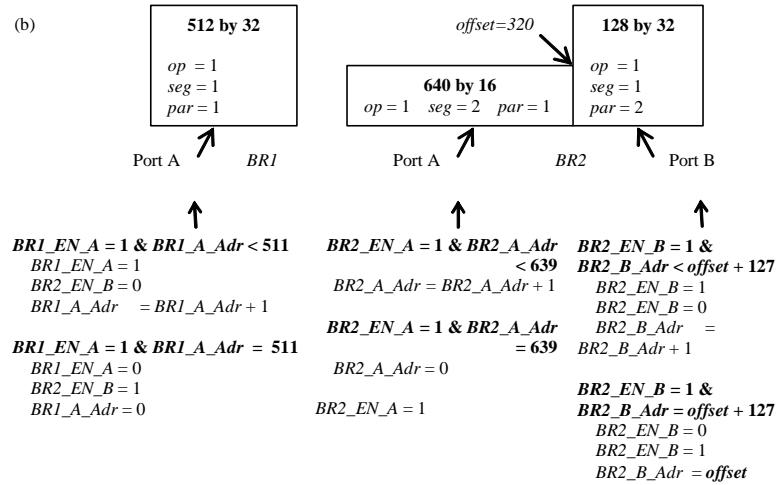 (b)
512 by 32
op = 1
seg = 1
par = 1
offset=320
640 by 16
op = 1 seg = 2 par = 1
128 by 32
op = 1
seg = 1
par = 2
Port A BR1
Port A BR2 Port B
BR1_EN_A = 1 & BR1_A_Adr < 511
BR1_EN_A = 1
BR2_EN_B = 0
BR1_A_Adr = BR1_A_Adr + 1
BR1_EN_A = 1 & BR1_A_Adr = 511
BR1_EN_A = 0
BR2_EN_B = 1
BR1_A_Adr = 0
BR2_EN_A = 1 & BR2_A_Adr
< 639
BR2_A_Adr = BR2_A_Adr + 1
BR2_EN_A = 1 & BR2_A_Adr
= 639
BR2_A_Adr = 0
BR2_EN_A = 1
BR2_EN_B = 1 &
BR2_B_Adr < offset + 127
BR2_EN_B = 1
BR2_EN_B = 0
BR2_B_Adr =
BR2_B_Adr + 1
BR2_EN_B = 1 &
BR2_B_Adr = offset + 127
BR2_EN_B = 0
BR2_EN_B = 1
BR2_B_Adr = offset